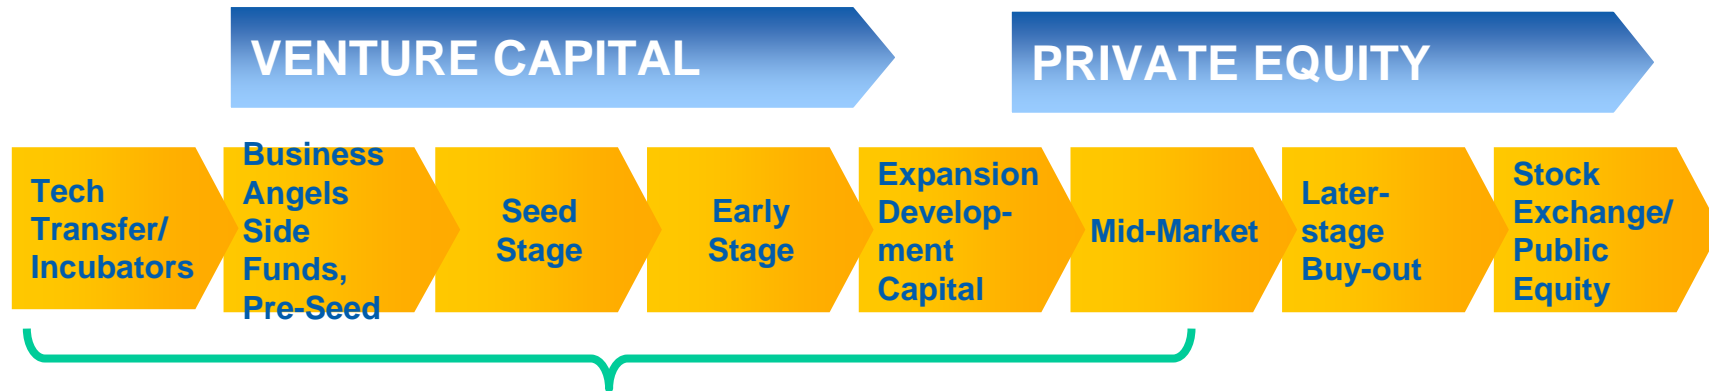 VENTURE CAPITAL
PRIVATE EQUITY
Tech
Transfer/
Incubators
Business
Angels
Side
Funds,
Pre-Seed
Seed
Stage
Early
Stage
Expansion
Develop-
ment
Capital
Mid-Market
Later-
stage
Buy-out
Stock
Exchange/
Public
Equity